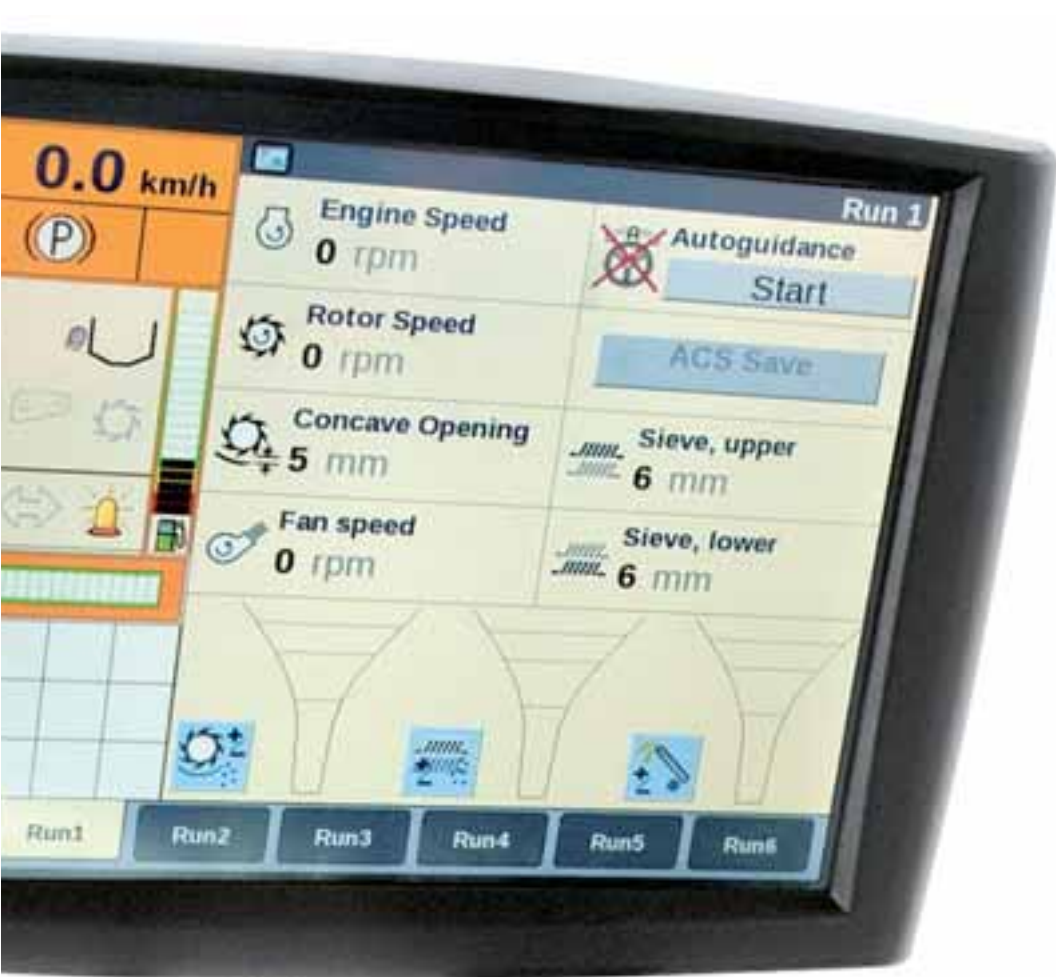 0.0 km/h
Run 1
(P)
Engine Speed
0 rpm
Autoguidance
Start
Rotor Speed
0 rpm
ACS Save
Concave Opening
5 mm
Sieve, upper
6 mm
Fan speed
0 rpm
Sieve, lower
6 mm
Run1 Run2 Run3 Run4 Run5 Run6